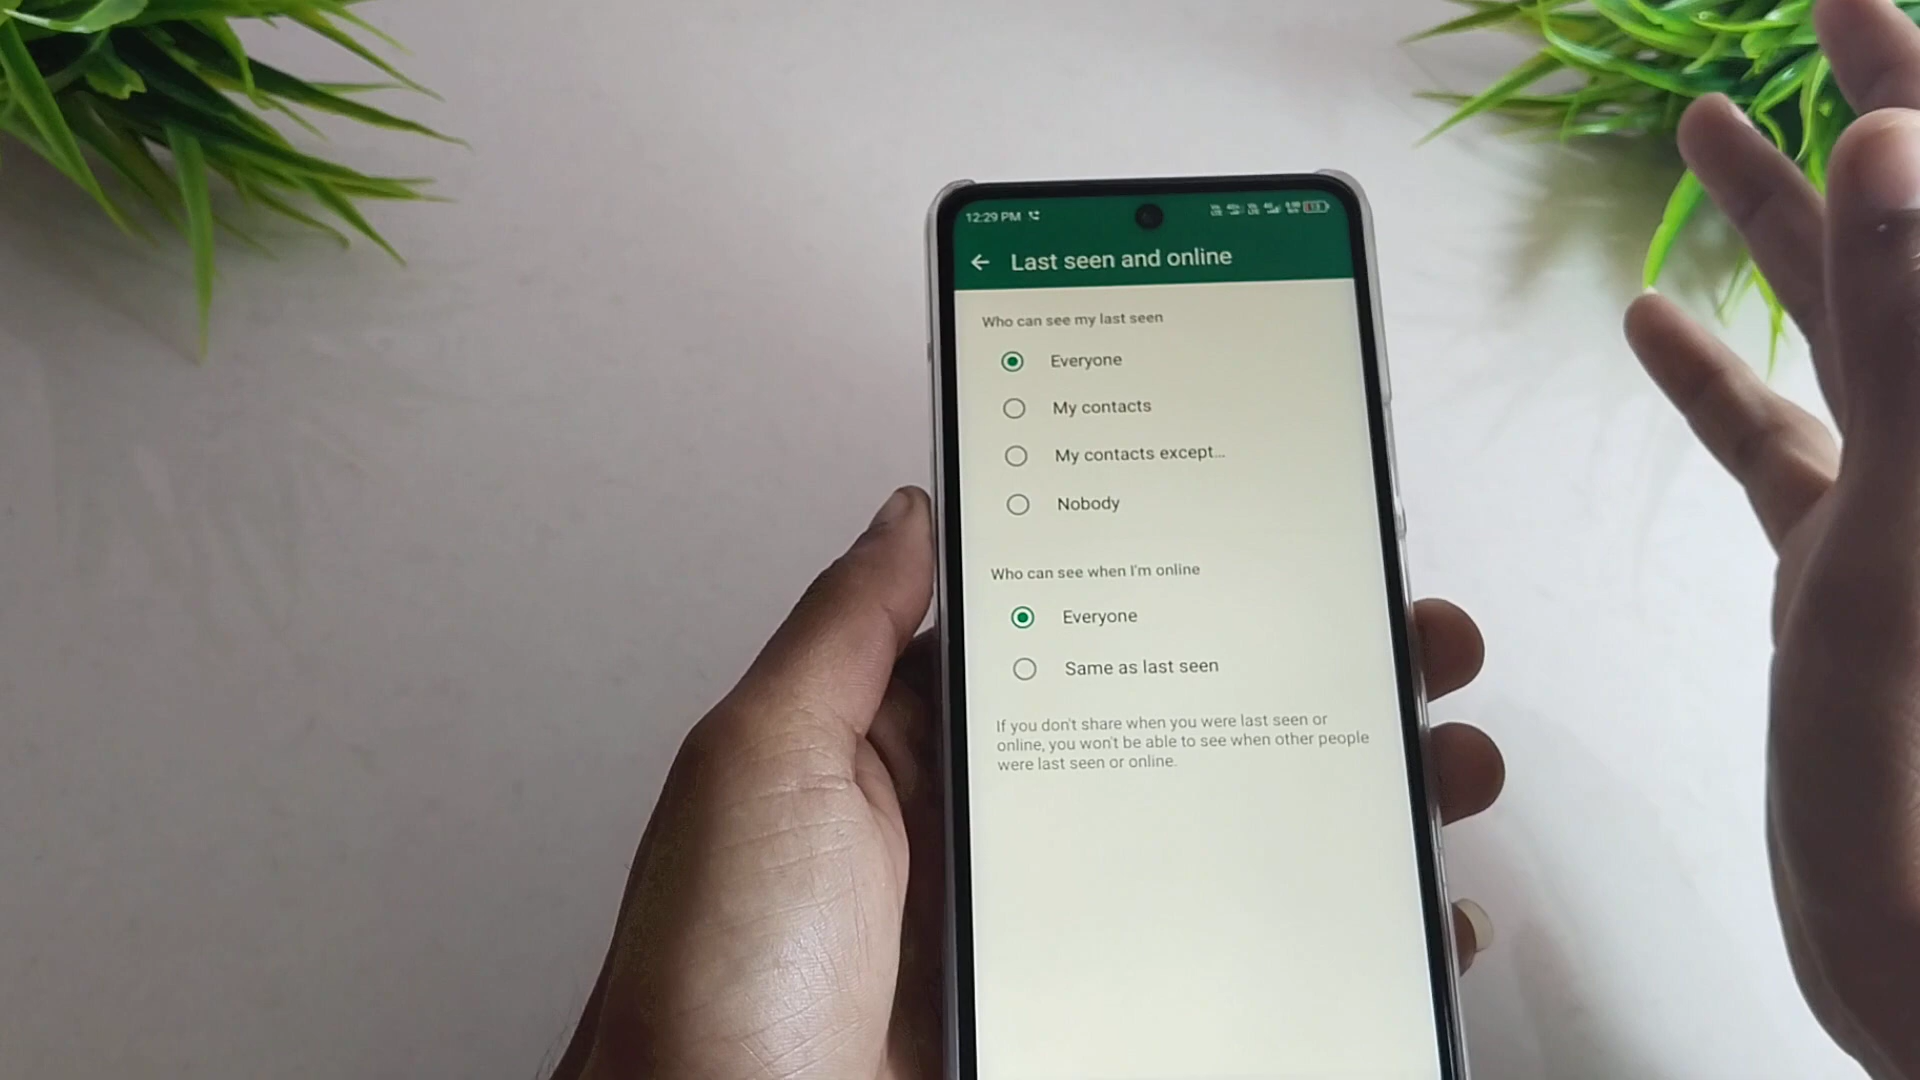 12:29 PM
Last seen and online
Who can see my last seen
Everyone
My contacts
My contacts except...
Nobody
Who can see when I'm online
Everyone
Same as last seen
If you don't share when you were last seen or
online, you won't be able to see when other people
were last seen or online.